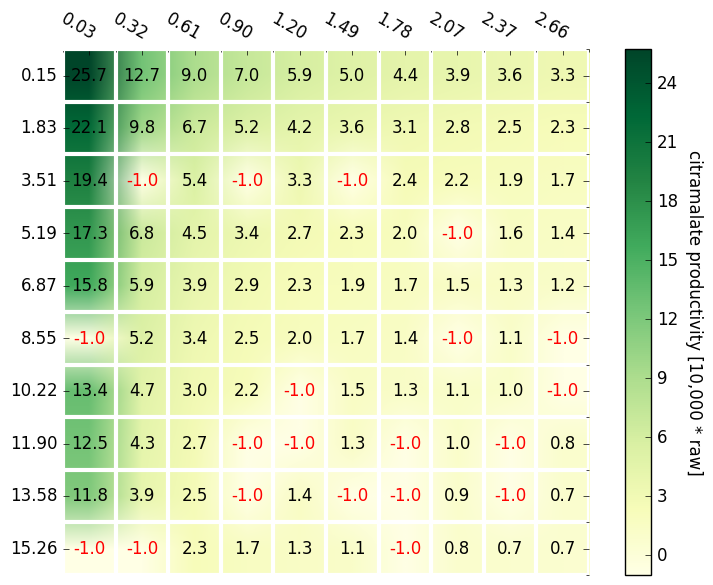 0.03 0.32 0.61 0.90 1.20 1.49 1.78 2.07 2.37 2.66
0.15 25.7 12.7 9.0 7.0 5.9 5.0 4.4 3.9 3.6 3.3
1.83 22.1 9.8 6.7 5.2 4.2 3.6 3.1 2.8 2.5 2.3
3.51 19.4 -1.0 5.4 -1.0 3.3 -1.0 2.4 2.2 1.9 1.7
5.19 17.3 6.8 4.5 3.4 2.7 2.3 2.0 -1.0 1.6 1.4
6.87 15.8 5.9 3.9 2.9 2.3 1.9 1.7 1.5 1.3 1.2
8.55 -1.0 5.2 3.4 2.5 2.0 1.7 1.4 -1.0 1.1 -1.0
10.22 13.4 4.7 3.0 2.2 -1.0 1.5 1.3 1.1 1.0 -1.0
11.90 12.5 4.3 2.7 -1.0 -1.0 1.3 -1.0 1.0 -1.0 0.8
13.58 11.8 3.9 2.5 -1.0 1.4 -1.0 -1.0 0.9 -1.0 0.7
15.26 -1.0 -1.0 2.3 1.7 1.3 1.1 -1.0 0.8 0.7 0.7
24
21
18
15
12
9
6
3
0
citramalate productivity [10,000 * raw]